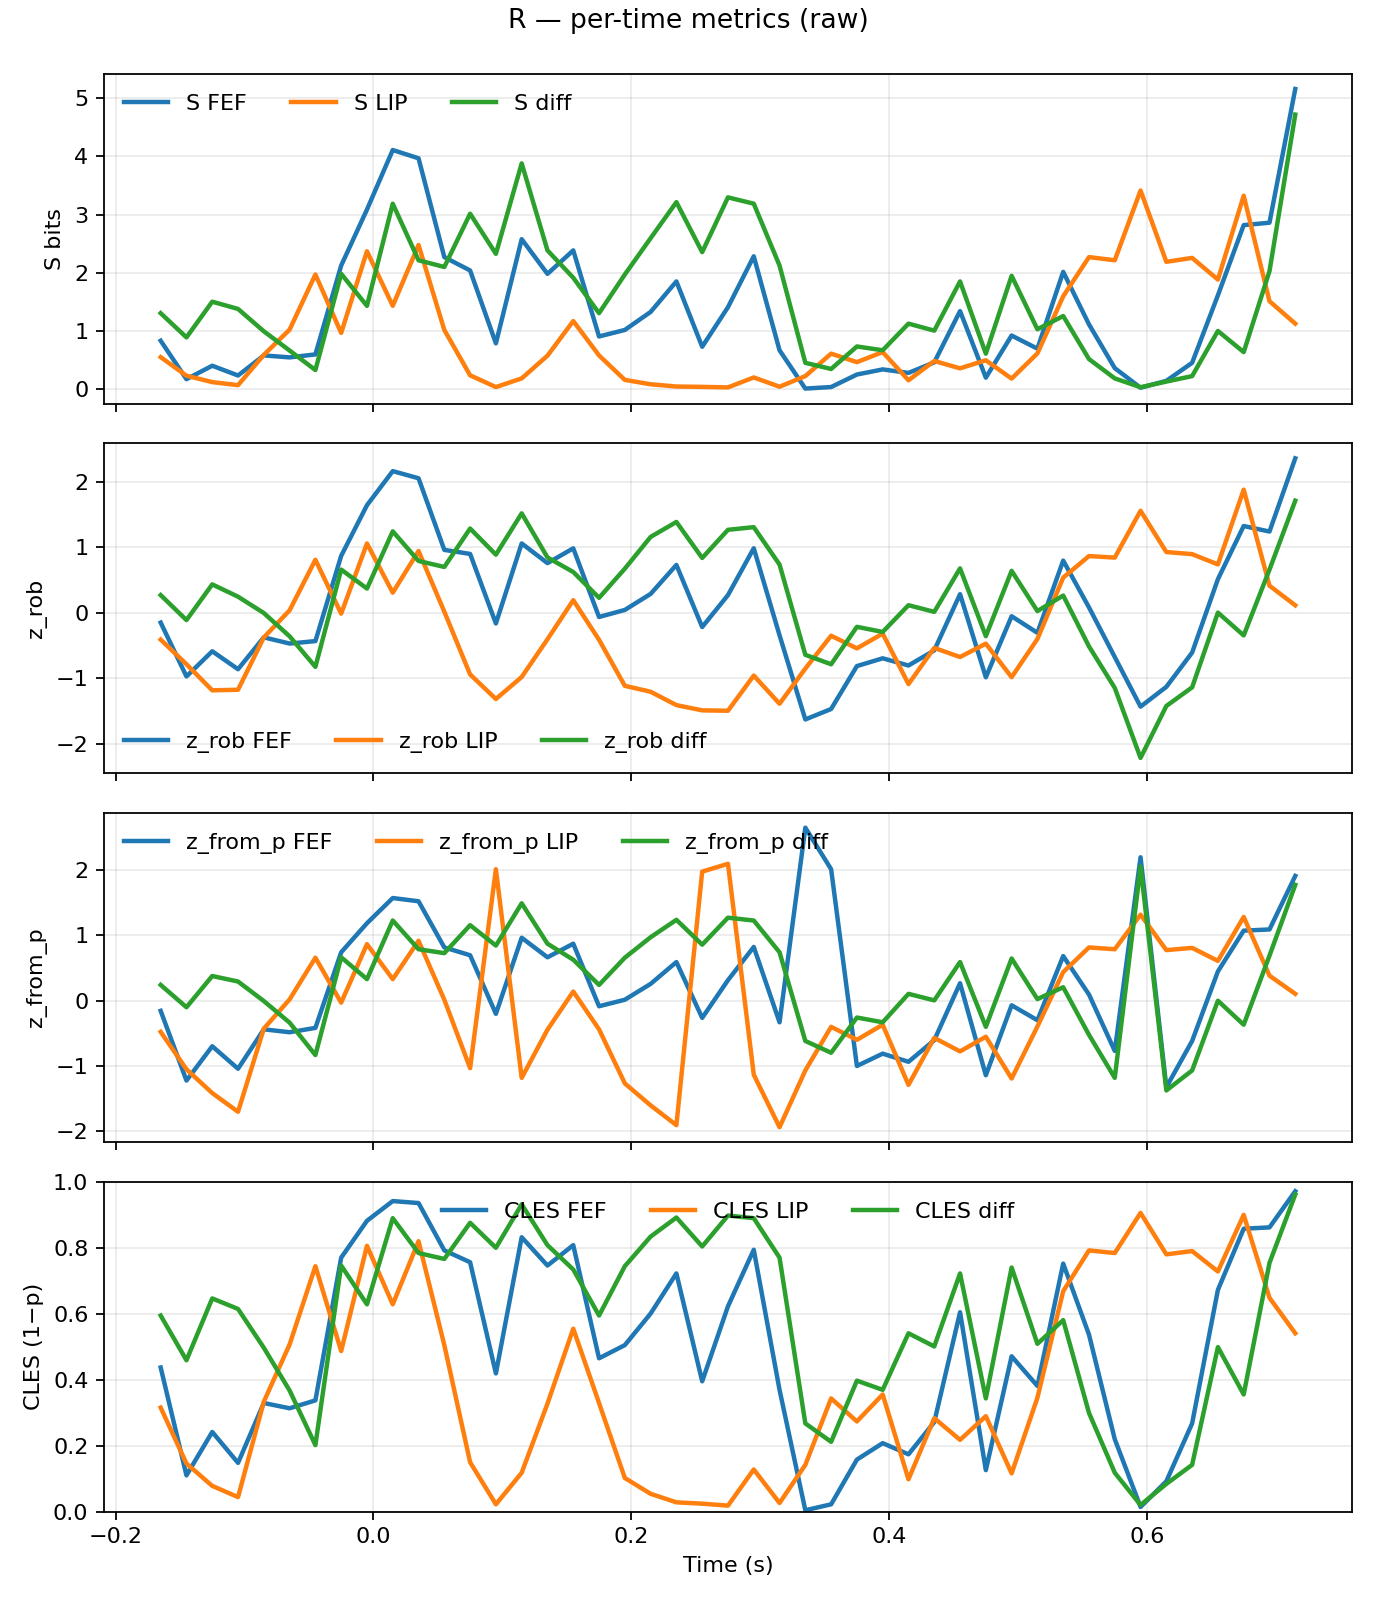 R — per-time metrics (raw)
S FEF S LIP S diff
5
4
3
2
1
0
S bits
2
1
0
−1
−2
z_rob
z_rob FEF z_rob LIP z_rob diff
z_from_p FEF z_from_p LIP z_from_p diff
2
1
0
−1
−2
z_from_p
CLES FEF CLES LIP CLES diff
1.0
0.8
0.6
0.4
0.2
0.0
CLES (1−p)
−0.2 0.0 0.2 0.4 0.6
Time (s)